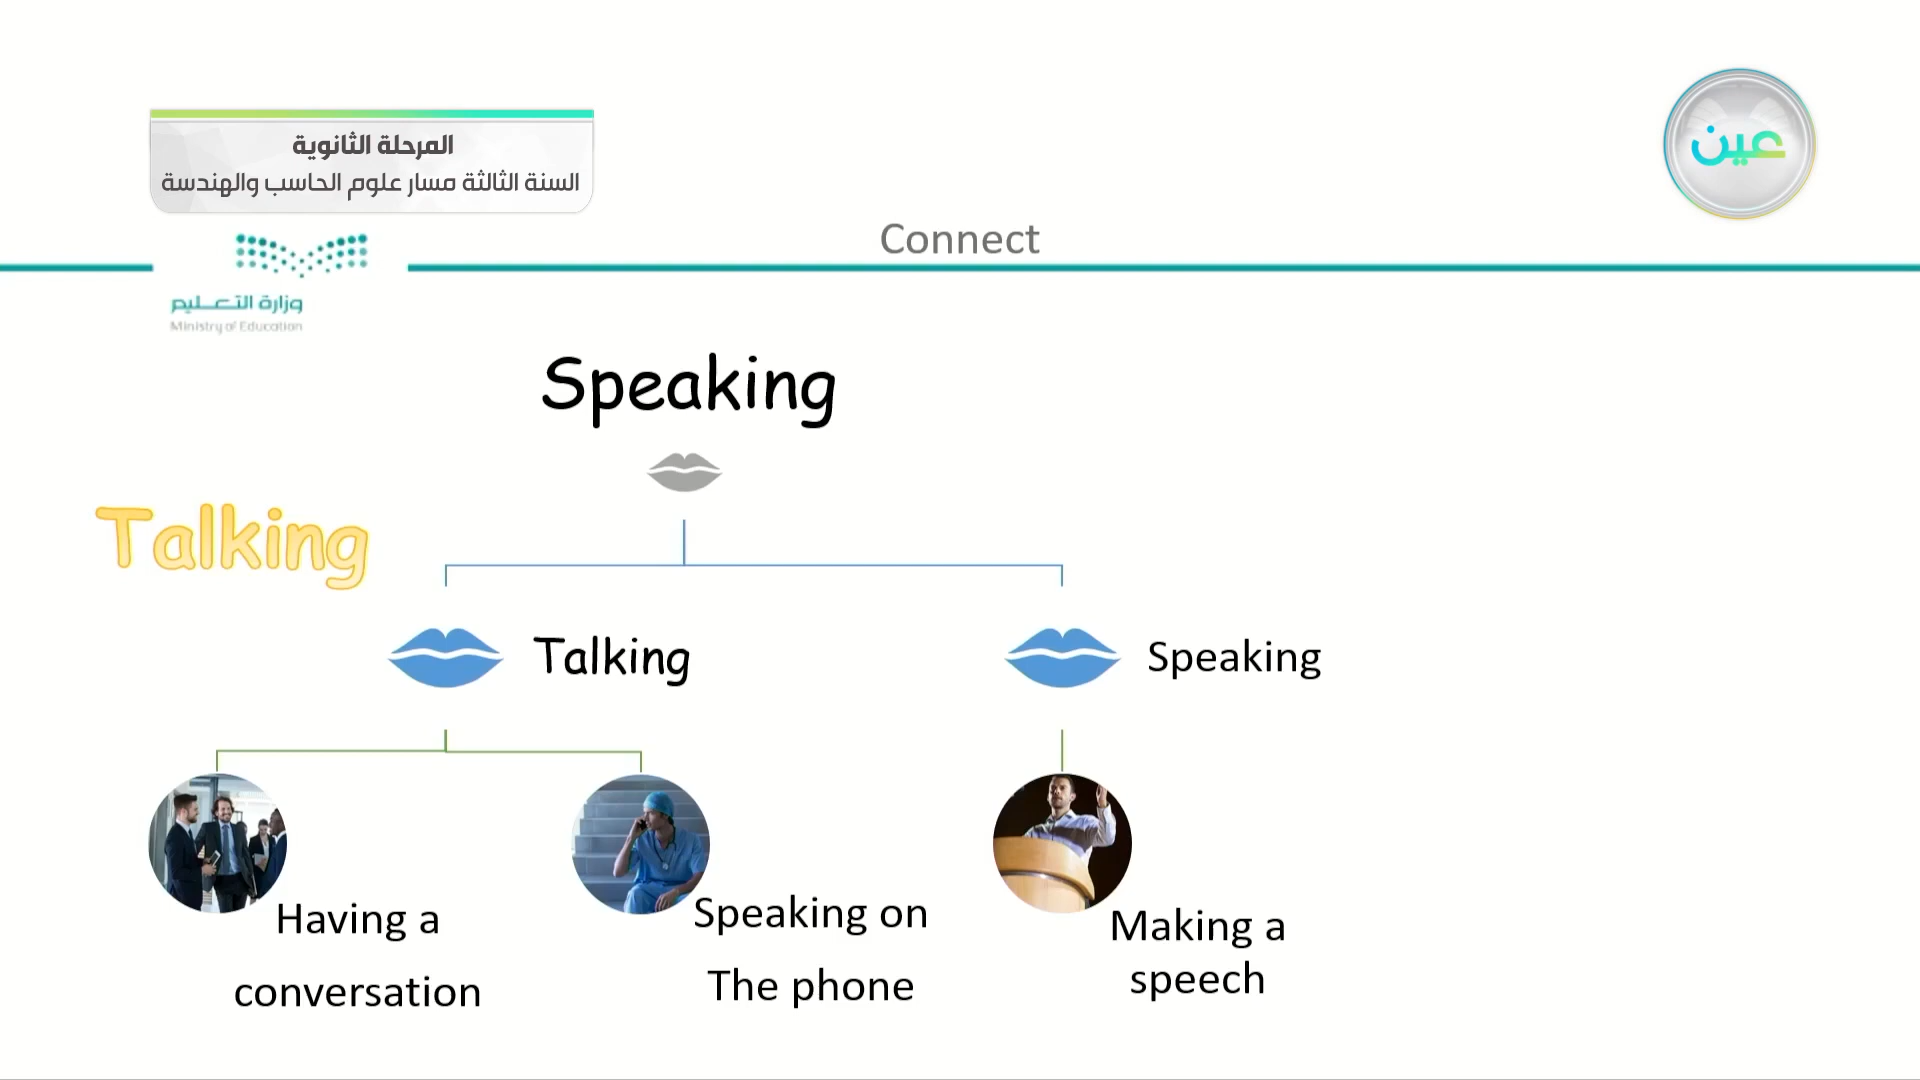 المرحلة الثانوية
السنة الثالثة مسار علوم الحاسب والهندسة
عين
Connect
وزارة التعليم
Ministry of Education
Speaking
Talking
Talking
Speaking
Having a
conversation
Speaking on
The phone
Making a
speech